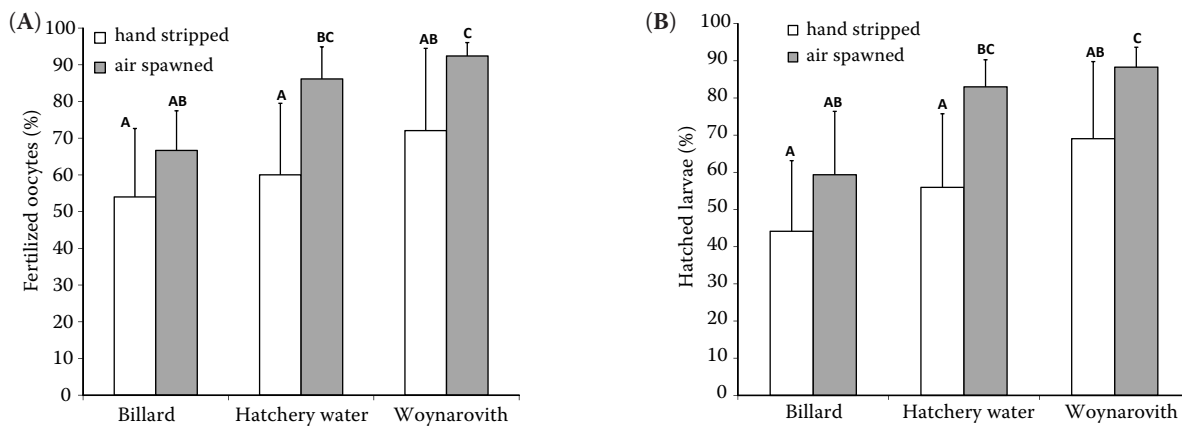 (A)
100
90
80
70
60
50
40
30
20
10
0
Fertilized oocytes (%)
hand stripped
air spawned
A
AB
A
BC
AB
C
Billard Hatchery water Woynarovith
(B)
100
90
80
70
60
50
40
30
20
10
0
Hatched larvae (%)
hand stripped
air spawned
A
AB
A
BC
AB
C
Billard Hatchery water Woynarovith